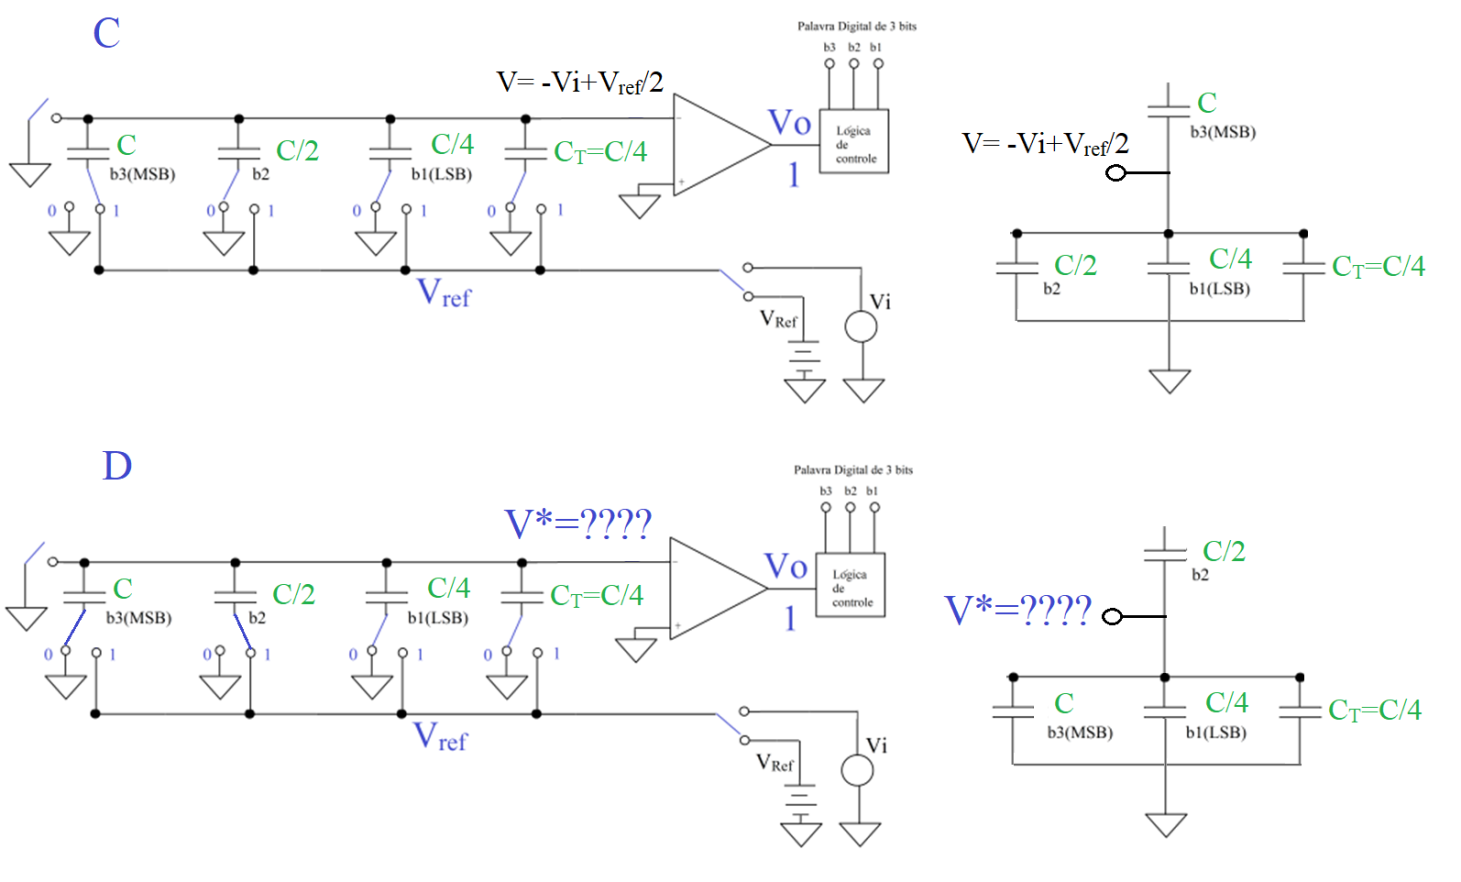 C
Palavra Digital de 3 bits
b3 b2 b1
V= -Vi+Vref/2
C
b3(MSB)
C/2
b2
C/4
b1(LSB)
CT=C/4
-
+
Vo
1
Lógica
de
controle
0 1
0 1
0 1
0 1
Vref
VRef
Vi
C
b3(MSB)
V= -Vi+Vref/2
C/2
b2
C/4
b1(LSB)
CT=C/4
D
Palavra Digital de 3 bits
b3 b2 b1
V*=????
C
b3(MSB)
C/2
b2
C/4
b1(LSB)
CT=C/4
-
+
Vo
1
Lógica
de
controle
0 1
0 1
0 1
0 1
Vref
VRef
Vi
C/2
b2
V*=????
C
b3(MSB)
C/4
b1(LSB)
CT=C/4